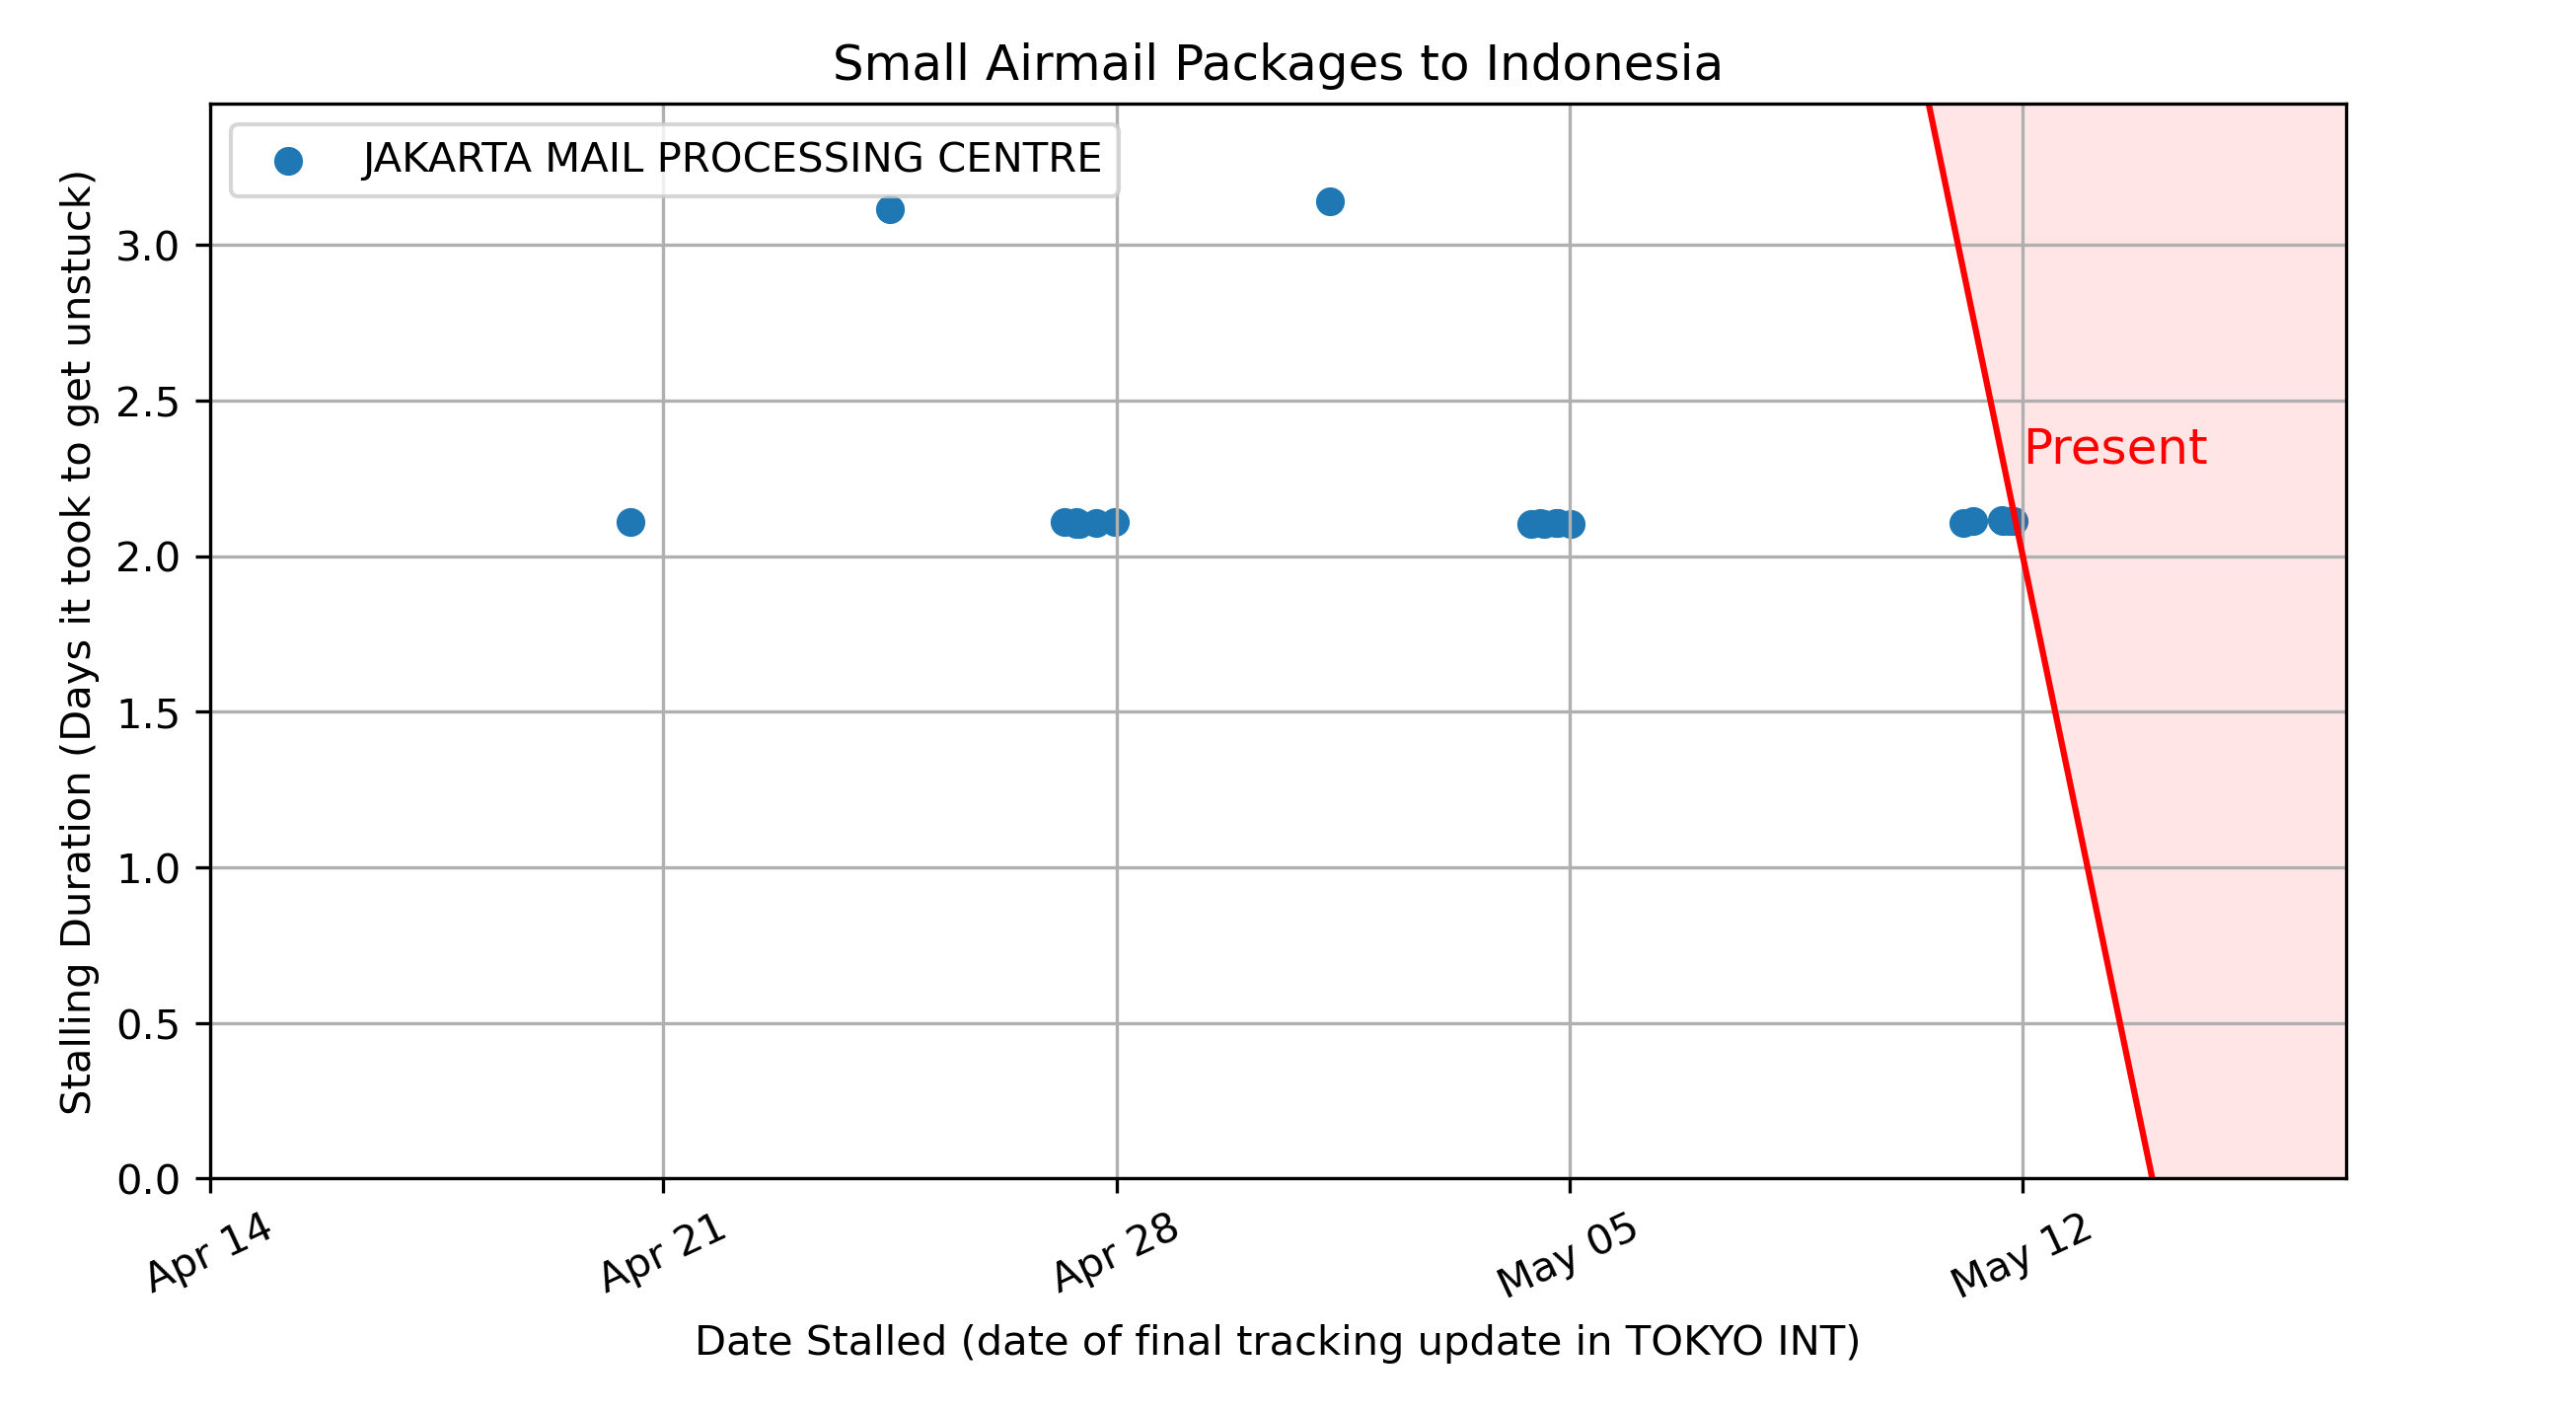 Small Airmail Packages to Indonesia
JAKARTA MAIL PROCESSING CENTRE
Stalling Duration (Days it took to get unstuck)
3.0
2.5
2.0
1.5
1.0
0.5
0.0
Present
Apr 14
Apr 21
Apr 28
May 05
May 12
Date Stalled (date of final tracking update in TOKYO INT)